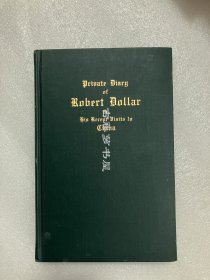 Private Diary
of
Robert Dollar
His Recent Visits to
China